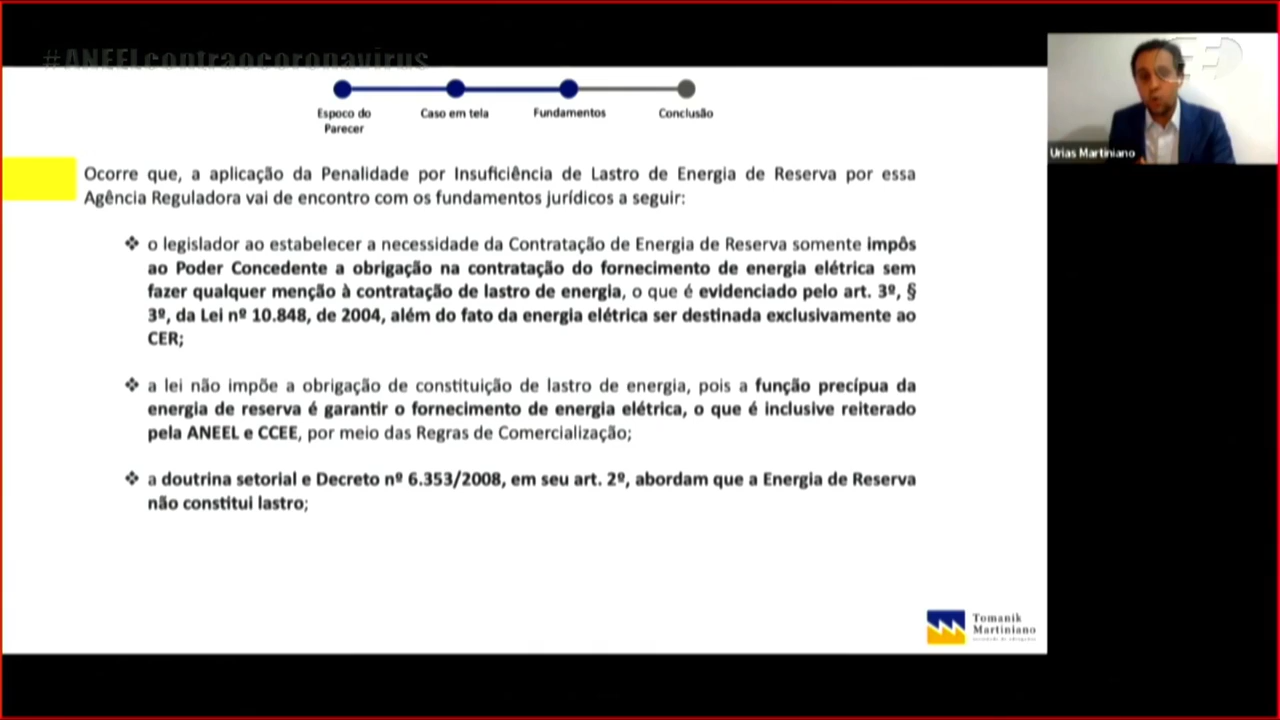 #ANEELcontraocoronavirus
Espoco do
Parecer
Caso em tela
Fundamentos
Conclusão
Urias Martiniano
Ocorre que, a aplicação da Penalidade por Insuficiência de Lastro de Energia de Reserva por essa
Agência Reguladora vai de encontro com os fundamentos jurídicos a seguir:
❖ o legislador ao estabelecer a necessidade da Contratação de Energia de Reserva somente impôs
ao Poder Concedente a obrigação na contratação do fornecimento de energia elétrica sem
fazer qualquer menção à contratação de lastro de energia, o que é evidenciado pelo art. 3º, §
3º, da Lei nº 10.848, de 2004, além do fato da energia elétrica ser destinada exclusivamente ao
CER;
❖ a lei não impõe a obrigação de constituição de lastro de energia, pois a função precípua da
energia de reserva é garantir o fornecimento de energia elétrica, o que é inclusive reiterado
pela ANEEL e CCEE, por meio das Regras de Comercialização;
❖ a doutrina setorial e Decreto nº 6.353/2008, em seu art. 2º, abordam que a Energia de Reserva
não constitui lastro;
Tomanik
Martiniano